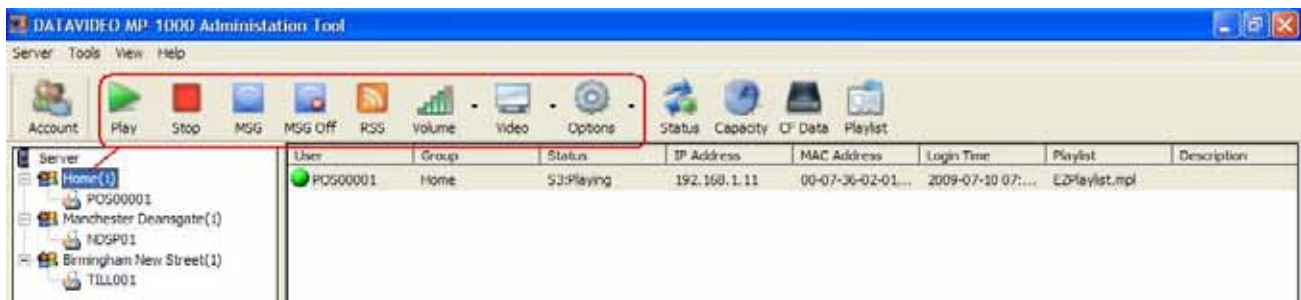 DATAVIDEO MP-1000 Administation Tool
Server Tools View Help
Account Play Stop MSG MSG Off RSS Volume Video Options Status Capacity CF Data Playlist
Server
Home(1)
POS00001
Manchester Deansgate(1)
NDSP01
Birmingham New Street(1)
TILL001
User Group Status IP Address MAC Address Login Time Playlist Description
POS00001 Home S3:Playing 192.168.1.11 00-07-36-02-01... 2009-07-10 07:... EZPlaylist.mpl